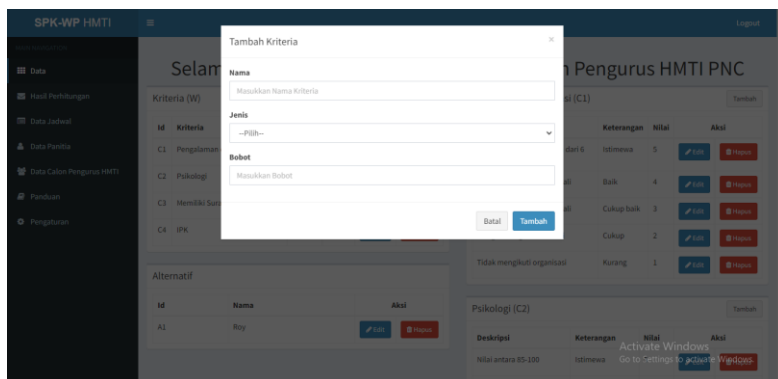 SPK-WP HMTI
Logout
Data
Hasil Perhitungan
Data Jadwal
Data Panitia
Data Calon Pengurus HMTI
Panduan
Pengaturan
Tambah Kriteria
×
Nama
Masukkan Nama Kriteria
Jenis
--Pilih--
Bobot
Masukkan Bobot
Batal Tambah
Selam
Pengurus HMTI PNC
Kriteria (W)
Id Kriteria
C1 Pengalaman
C2 Psikologi
C3 Memiliki Sura
C4 IPK
si (C1) Tambah
Keterangan Nilai Aksi
dari 6 Istimewa 5 Edit Hapus
Baik 4 Edit Hapus
Cukup baik 3 Edit Hapus
Cukup 2 Edit Hapus
Tidak mengikuti organisasi Kurang 1 Edit Hapus
Alternatif
Id Nama Aksi
A1 Roy Edit Hapus
Psikologi (C2) Tambah
Deskripsi Keterangan Nilai Aksi
Nilai antara 85-100 Istimewa Edit Hapus
Activate Windows
Go to Settings to activate Windows.